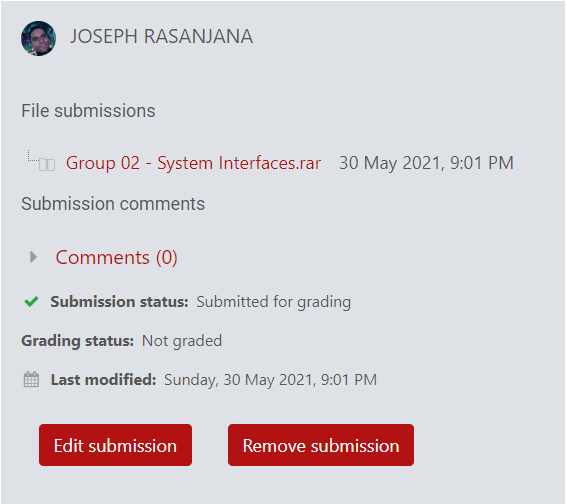 JOSEPH RASANJANA
File submissions
Group 02 - System Interfaces.rar 30 May 2021, 9:01 PM
Submission comments
Comments (0)
Submission status: Submitted for grading
Grading status: Not graded
Last modified: Sunday, 30 May 2021, 9:01 PM
Edit submission Remove submission